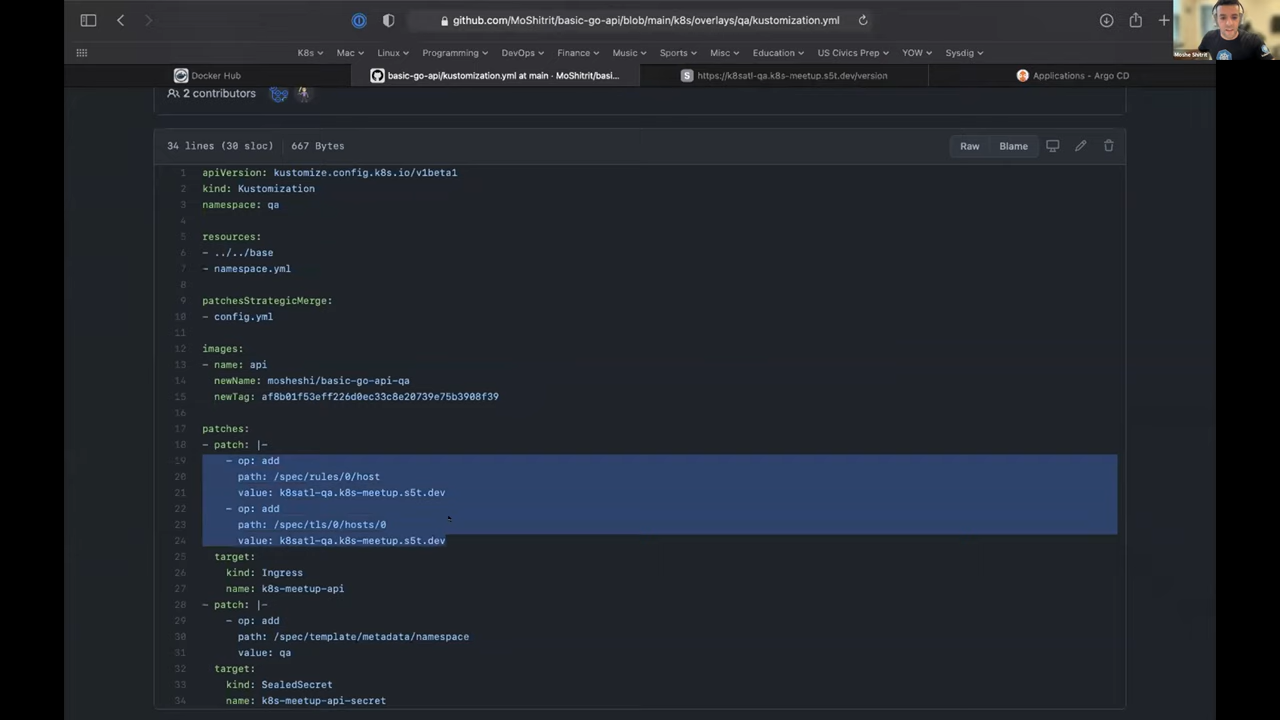 github.com/MoShitrit/basic-go-api/blob/main/k8s/overlays/qa/kustomization.yml
K8s Mac Linux Programming DevOps Finance Music Sports Misc Education US Civics Prep YOW Sysdig
Docker Hub
basic-go-api/kustomization.yml at main · MoShitrit/basi...
S https://k8satl-qa.k8s-meetup.s5t.dev/version
Applications – Argo CD
Moshe Shitrit
2 contributors
34 lines (30 sloc) 667 Bytes
Raw Blame
1 apiVersion: kustomize.config.k8s.io/v1beta1
2 kind: Kustomization
3 namespace: qa
4
5 resources:
6 - ../../base
7 - namespace.yml
8
9 patchesStrategicMerge:
10 - config.yml
11
12 images:
13 - name: api
14 newName: mosheshi/basic-go-api-qa
15 newTag: af8b01f53eff226d0ec33c8e20739e75b3908f39
16
17 patches:
18 - patch: |-
19 - op: add
20 path: /spec/rules/0/host
21 value: k8satl-qa.k8s-meetup.s5t.dev
22 - op: add
23 path: /spec/tls/0/hosts/0
24 value: k8satl-qa.k8s-meetup.s5t.dev
25 target:
26 kind: Ingress
27 name: k8s-meetup-api
28 - patch: |-
29 - op: add
30 path: /spec/template/metadata/namespace
31 value: qa
32 target:
33 kind: SealedSecret
34 name: k8s-meetup-api-secret